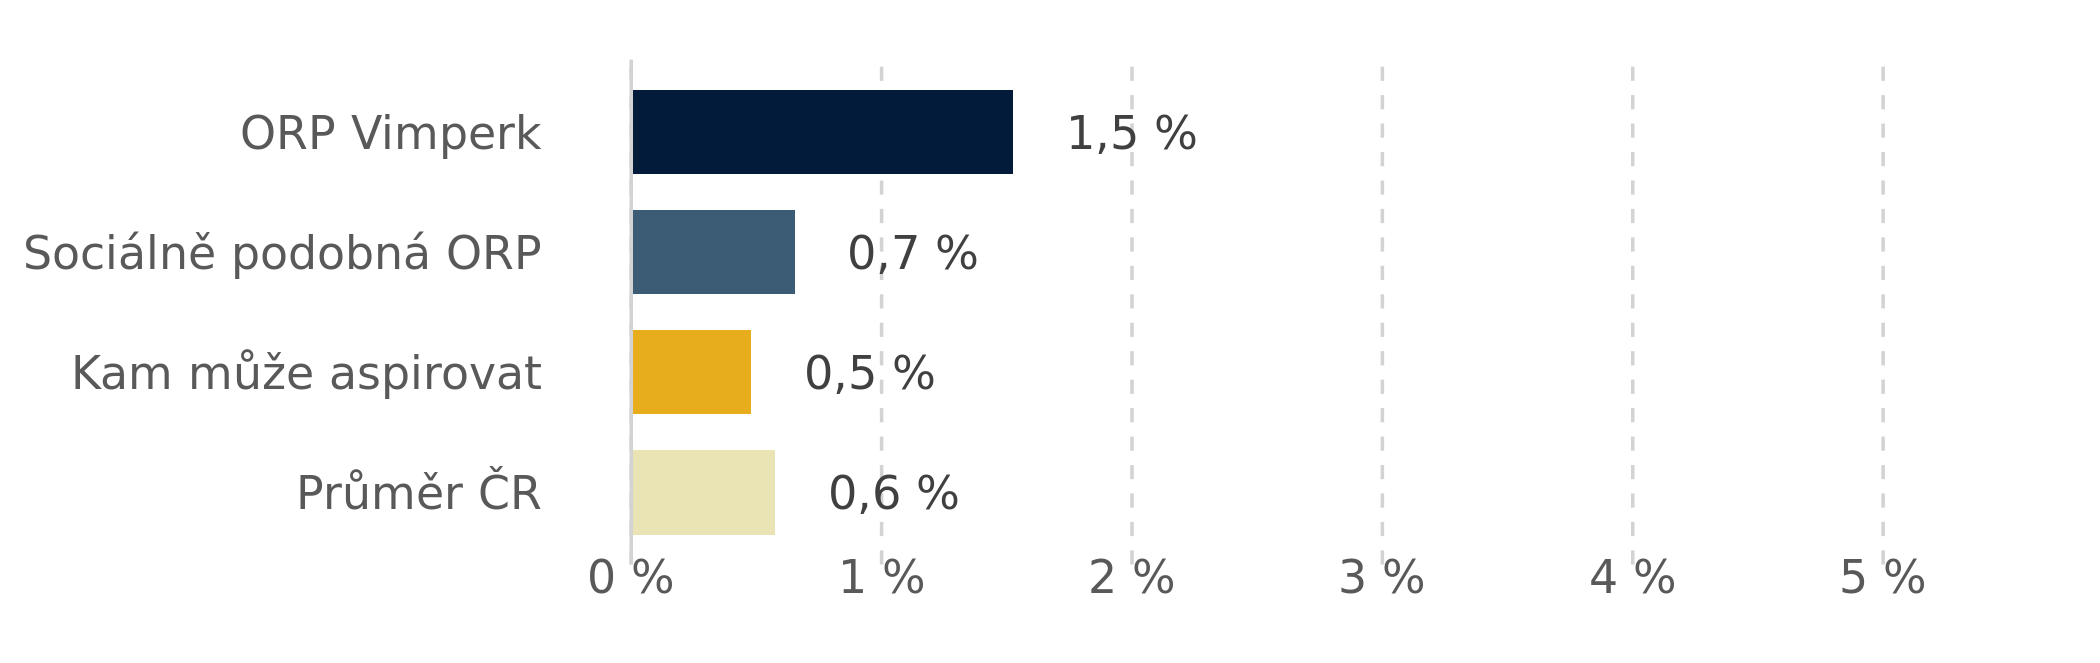 ORP Vimperk 1,5 %
Sociálně podobná ORP 0,7 %
Kam může aspirovat 0,5 %
Průměr ČR 0,6 %
0 % 1 % 2 % 3 % 4 % 5 %